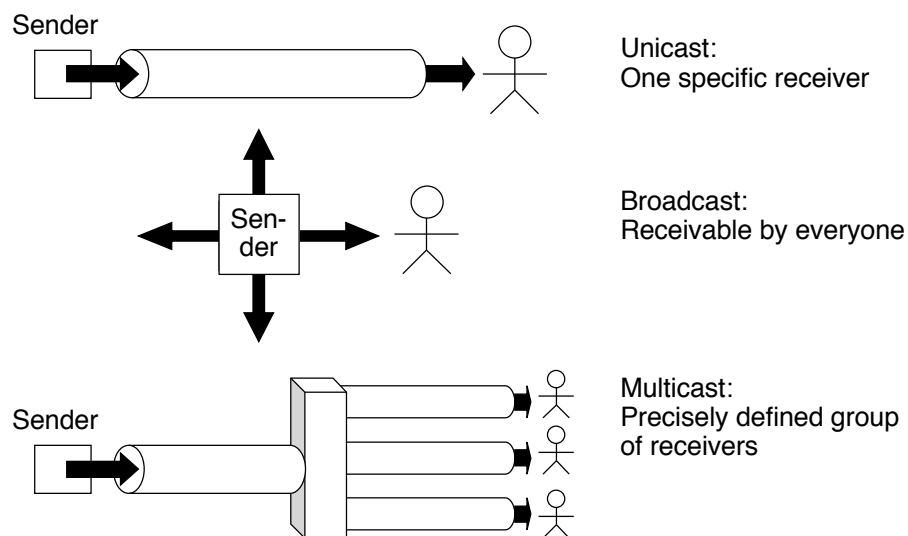 Sender
Unicast:
One specific receiver
Sen-
der
Broadcast:
Receivable by everyone
Sender
Multicast:
Precisely defined group
of receivers